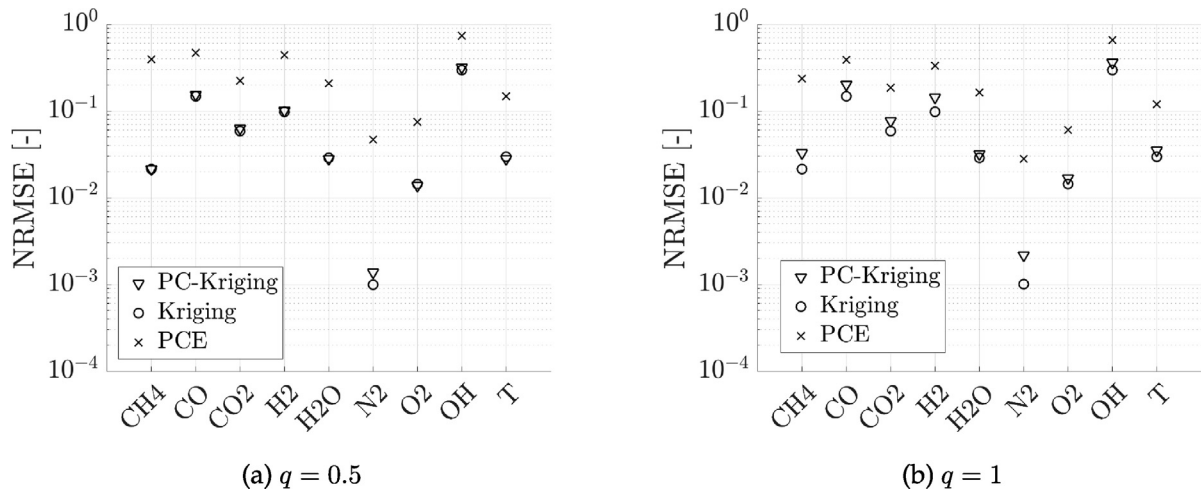 NRMSE [-]
10^0
10^-1
10^-2
10^-3
10^-4
PC-Kriging
Kriging
PCE
CH4 CO CO2 H2 H2O N2 O2 OH T
(a) q = 0.5
NRMSE [-]
10^0
10^-1
10^-2
10^-3
10^-4
PC-Kriging
Kriging
PCE
CH4 CO CO2 H2 H2O N2 O2 OH T
(b) q = 1